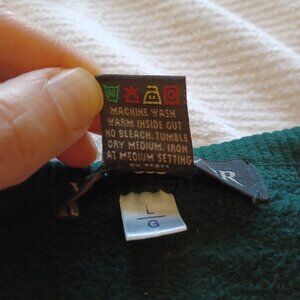 MACHINE WASH
WARM INSIDE OUT
NO BLEACH. TUMBLE
DRY MEDIUM. IRON
AT MEDIUM SETTING
L
G